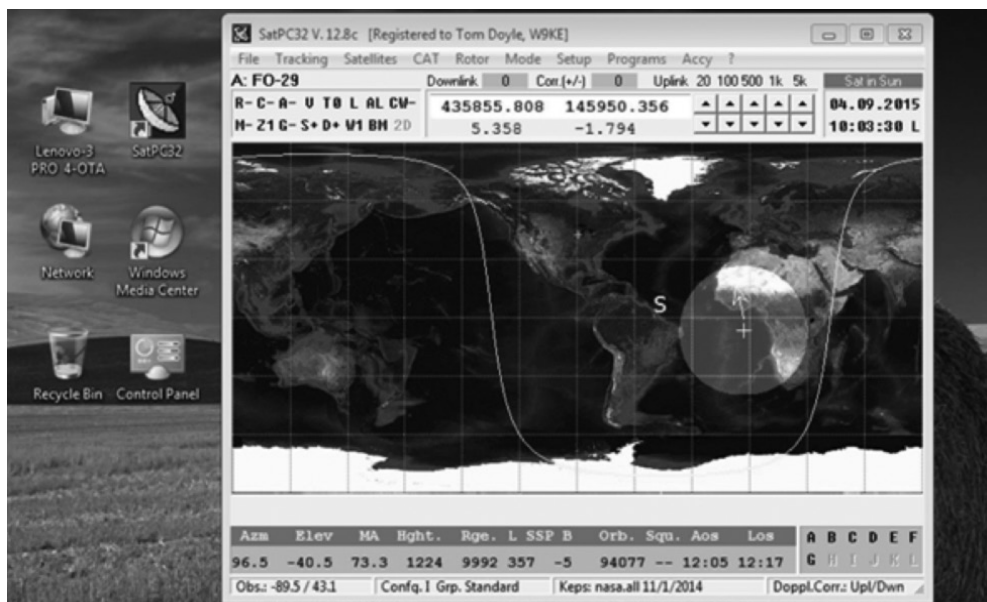 SatPC32 V. 12.8c [Registered to Tom Doyle, W9KE]
File Tracking Satellites CAT Rotor Mode Setup Programs Accy ?
A: FO-29 Downlink 0 Corr.(+/-) 0 Uplink 20 100 500 1k 5k Sat in Sun
R- C- A- V T0 L AL CW- 435855.808 145950.356 04.09.2015
M- Z1 G- S+ D+ W1 BM 2D 5.358 -1.794 10:03:30 L
Lenovo-3
PRO 4-OTA
SatPC32
Network
Windows
Media Center
Recycle Bin
Control Panel
S
Azm Elev MA Hght. Rge. L SSP B Orb. Squ. Aos Los
96.5 -40.5 73.3 1224 9992 357 -5 94077 -- 12:05 12:17
A B C D E F
G H I J K L
Obs.: -89.5 / 43.1 Confq. I Grp. Standard Keps: nasa.all 11/1/2014 Doppl.Corr.: Upl/Dwn